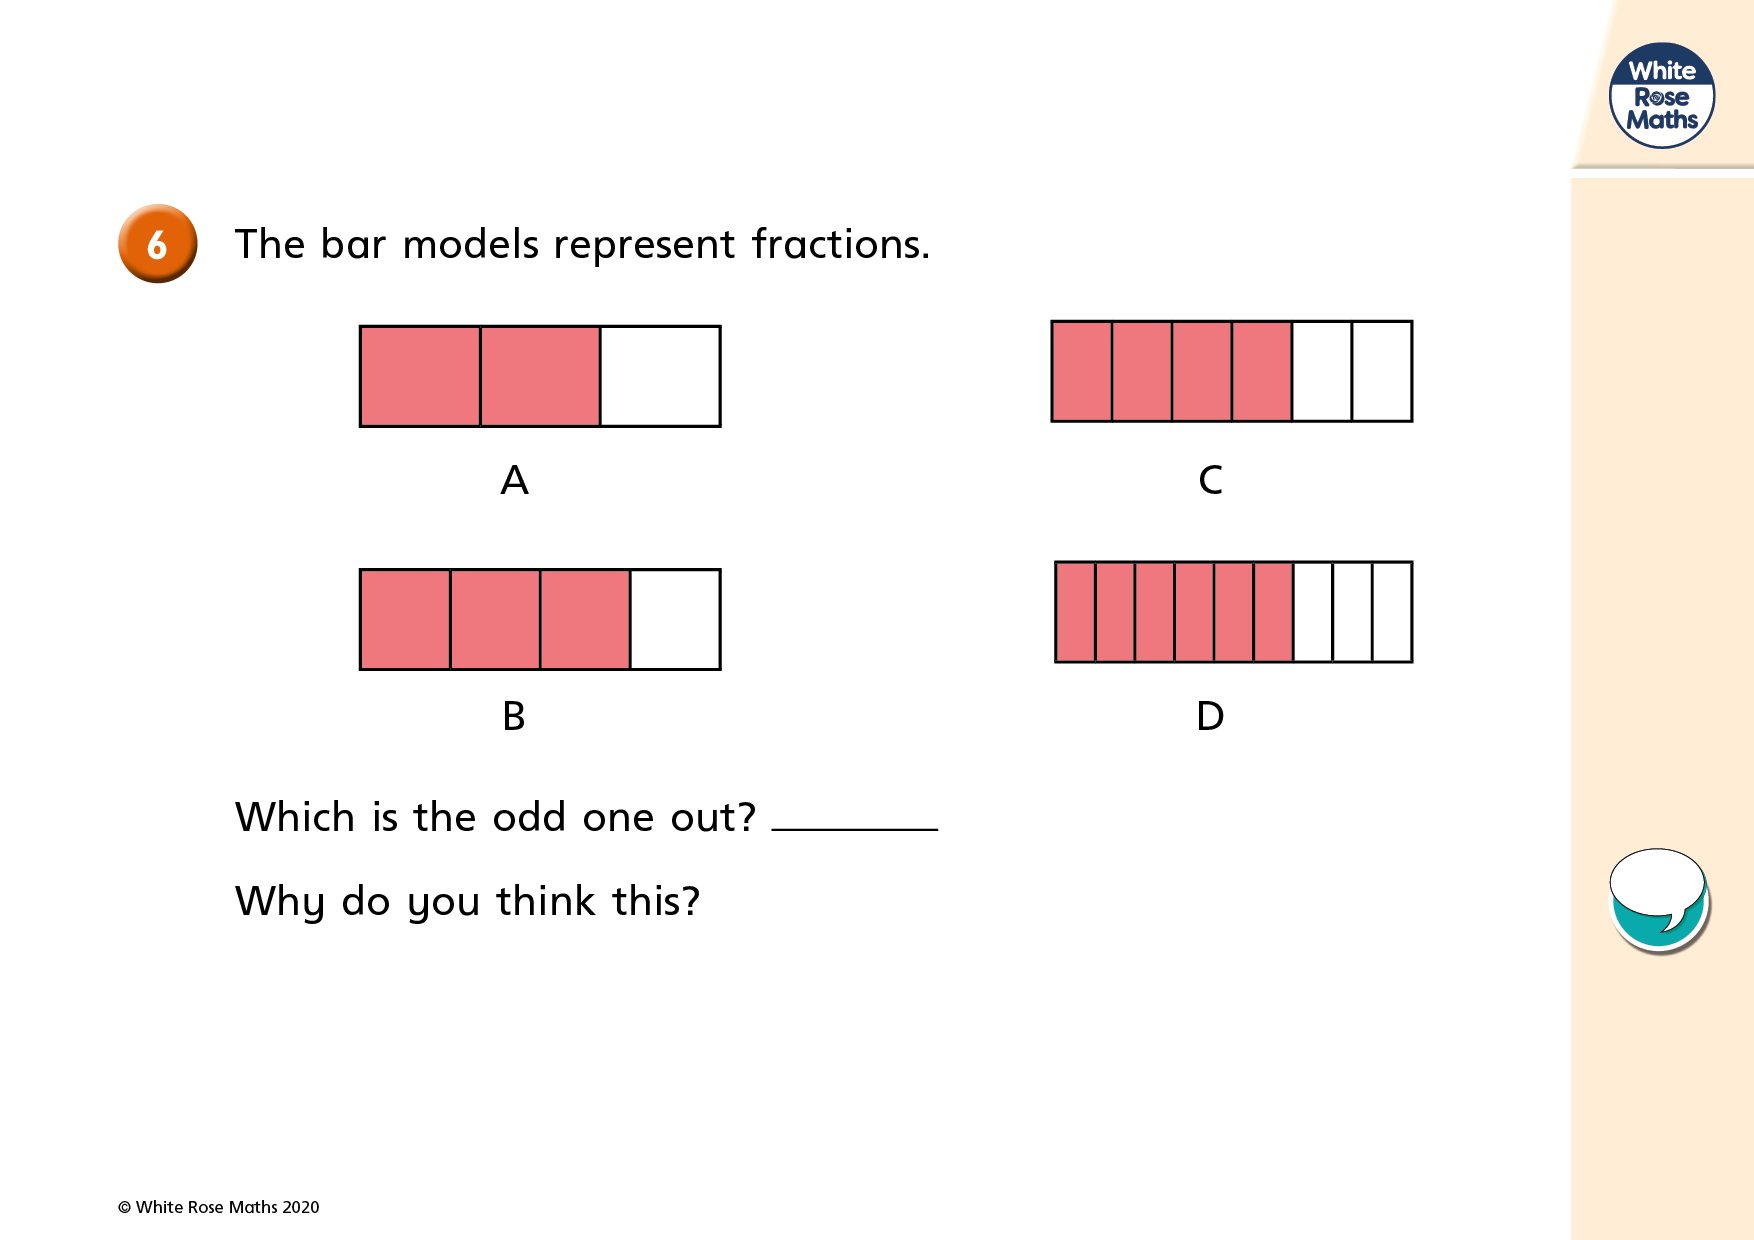 White
Rose
Maths
6 The bar models represent fractions.
A
C
B
D
Which is the odd one out? ________
Why do you think this?
© White Rose Maths 2020